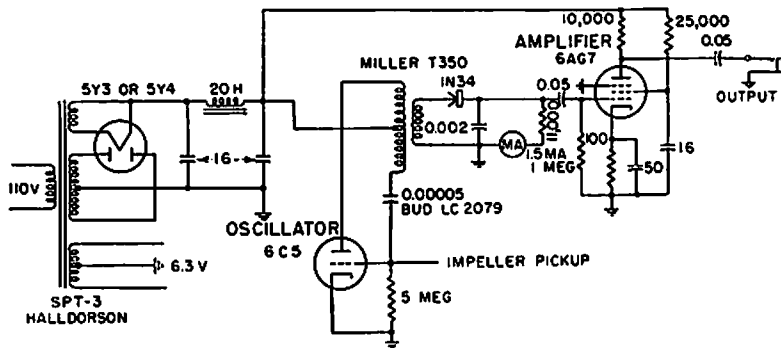 10,000
25,000
AMPLIFIER
6AG7
0.05
MILLER T350
5Y3 OR 5Y4
20 H
1N34
0.05
OUTPUT
0.002
1,100
100
MA
1.5MA
1 MEG
16
16
50
110V
0.00005
BUD LC 2079
OSCILLATOR
6C5
6.3 V
IMPELLER PICKUP
5 MEG
SPT-3
HALLDORSON